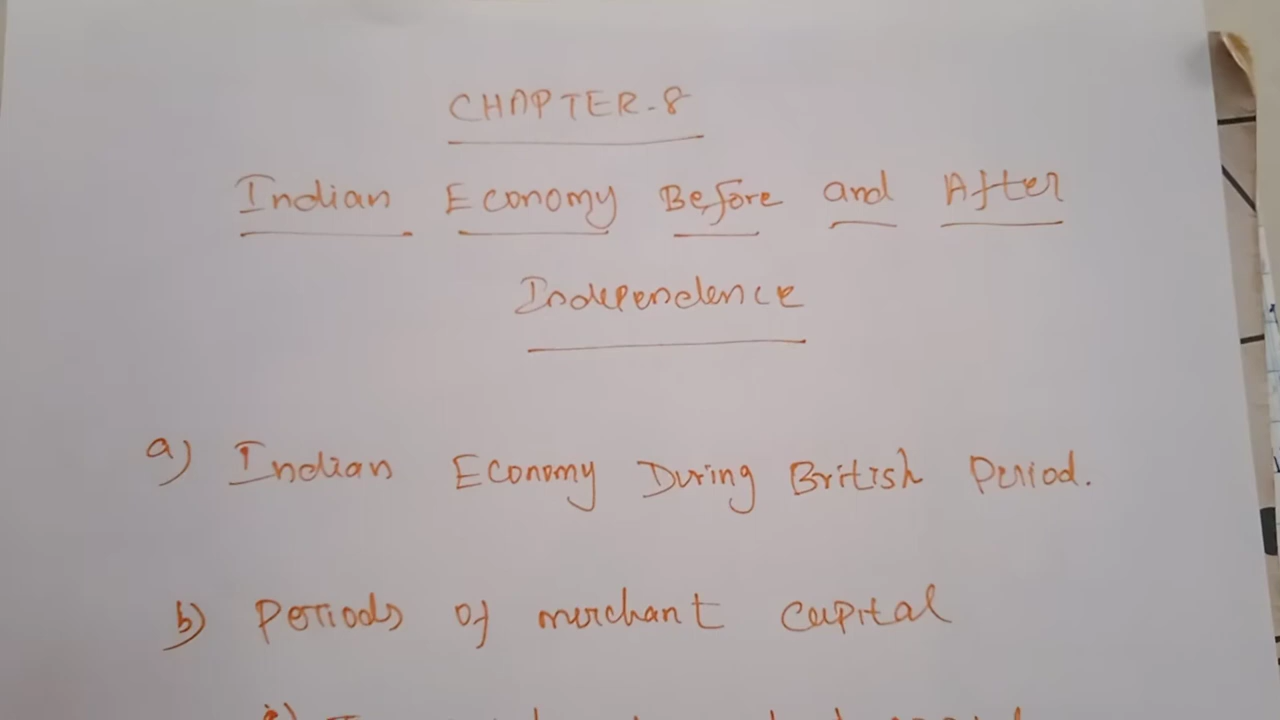 CHAPTER-8
Indian Economy Before and After
Independence
a) Indian Economy During British Period.
b) Periods of merchant capital
i)